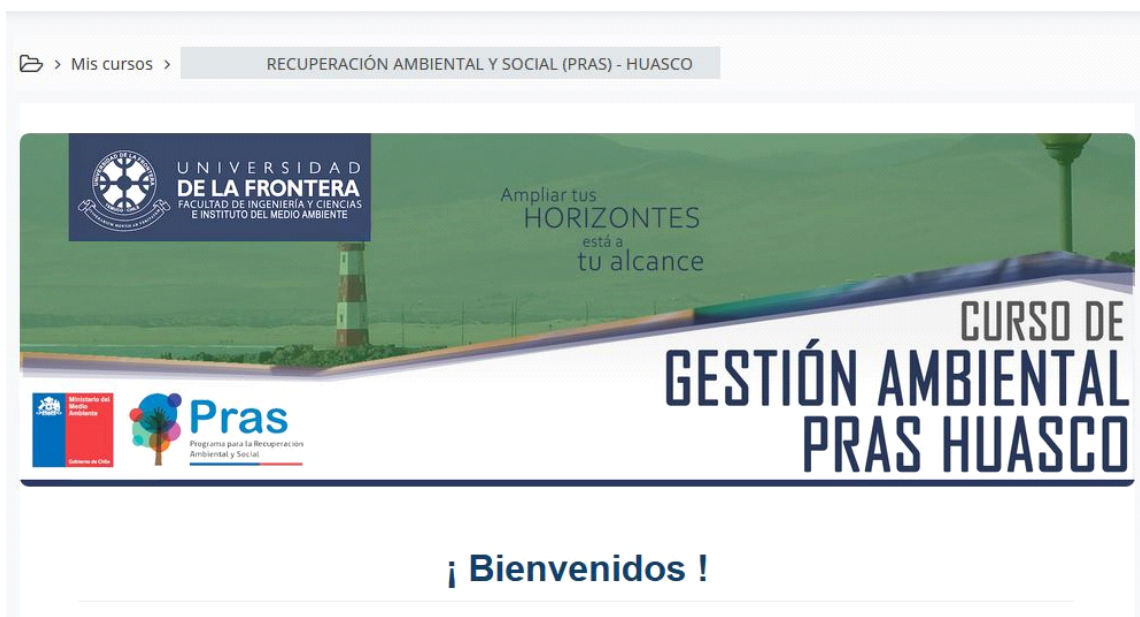 > Mis cursos > RECUPERACIÓN AMBIENTAL Y SOCIAL (PRAS) - HUASCO
UNIVERSIDAD
DE LA FRONTERA
FACULTAD DE INGENIERÍA Y CIENCIAS
E INSTITUTO DEL MEDIO AMBIENTE
Ampliar tus
HORIZONTES
está a
tu alcance
CURSO DE
GESTIÓN AMBIENTAL
PRAS HUASCO
Ministerio del
Medio
Ambiente
Gobierno de Chile
Pras
Programa para la Recuperación
Ambiental y Social
¡ Bienvenidos !